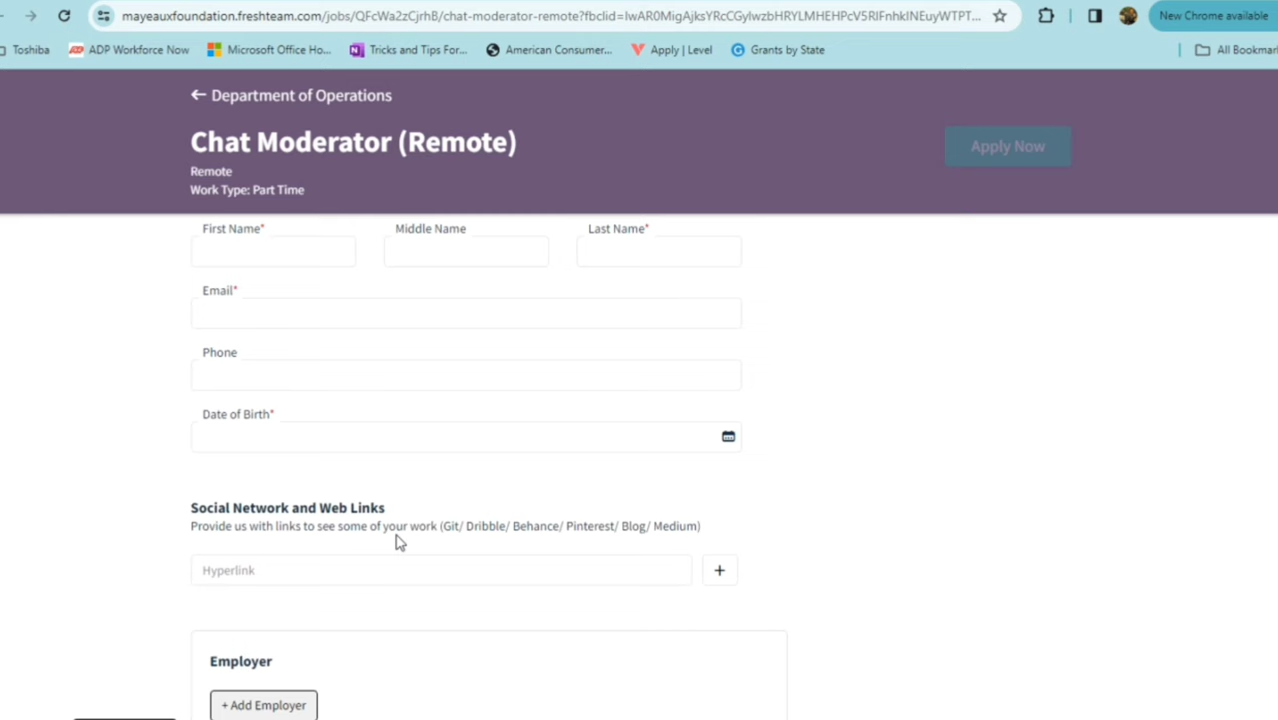 mayeauxfoundation.freshteam.com/jobs/QFcWa2zCjrhB/chat-moderator-remote?fbclid=IwAR0MigAjksYRcCGylwzbHRYLMHEHPcV5RIFnhkINEuyWTPT...
New Chrome available
Toshiba ADP Workforce Now Microsoft Office Ho... Tricks and Tips For... American Consumer... Apply | Level Grants by State All Bookmar
Department of Operations
Chat Moderator (Remote)
Apply Now
Remote
Work Type: Part Time
First Name* Middle Name Last Name*
Email*
Phone
Date of Birth*
Social Network and Web Links
Provide us with links to see some of your work (Git/ Dribble/ Behance/ Pinterest/ Blog/ Medium)
Hyperlink +
Employer
+ Add Employer